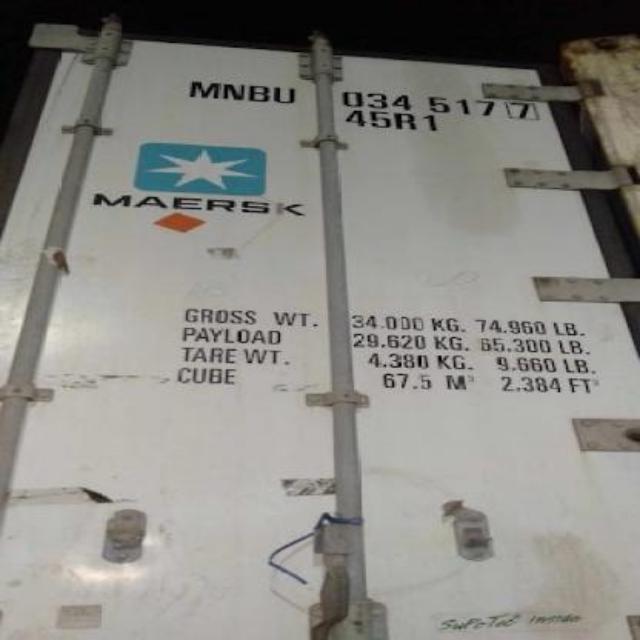 MNBU 034 517 7
45R1
MAERSK
GROSS WT. 34.000 KG. 74.960 LB.
PAYLOAD 29.620 KG. 65.300 LB.
TARE WT. 4.380 KG. 9.660 LB.
CUBE 67.5 M³ 2.384 FT³